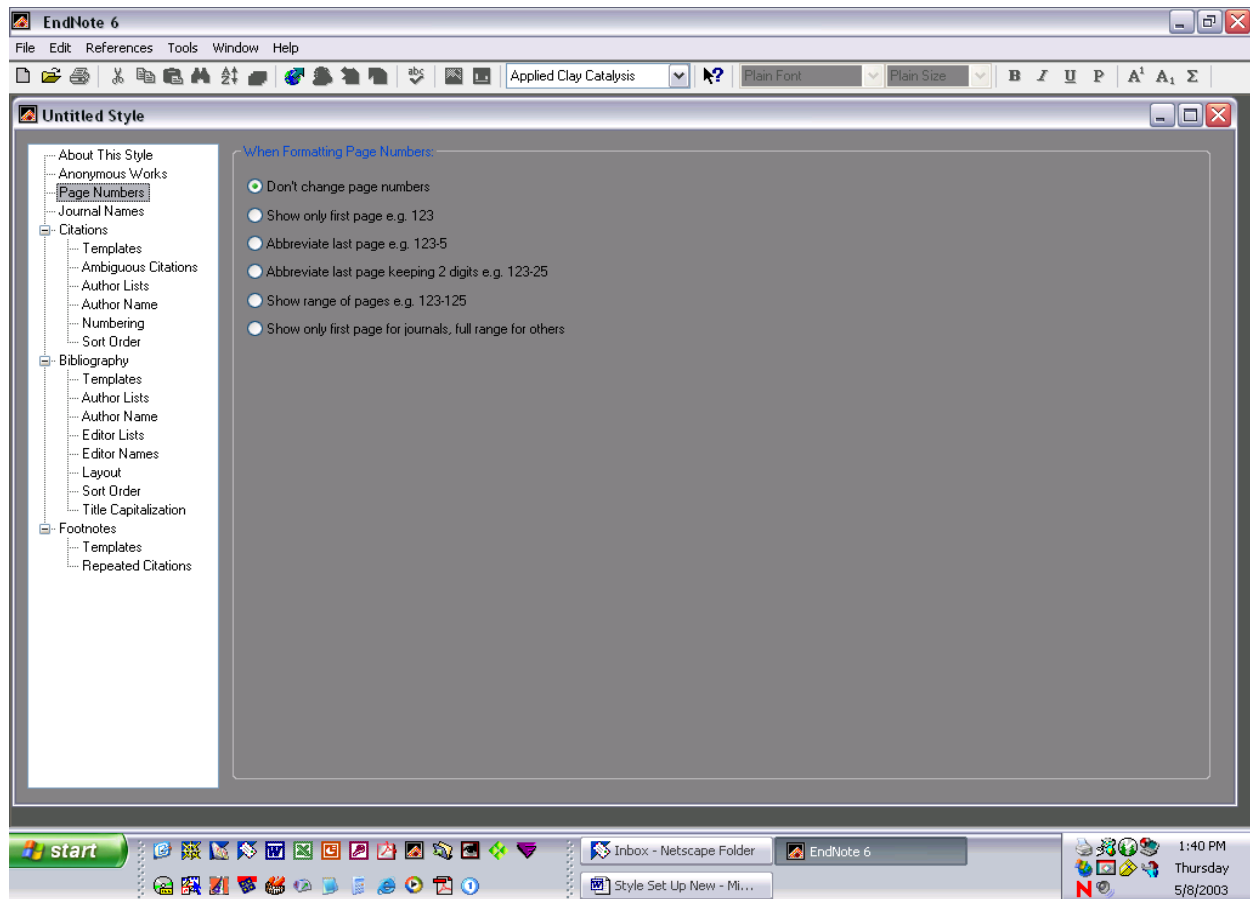 EndNote 6
File Edit References Tools Window Help
abc Applied Clay Catalysis Plain Font Plain Size B I U P A¹ A₁ Σ
Untitled Style
About This Style
Anonymous Works
Page Numbers
Journal Names
Citations
Templates
Ambiguous Citations
Author Lists
Author Name
Numbering
Sort Order
Bibliography
Templates
Author Lists
Author Name
Editor Lists
Editor Names
Layout
Sort Order
Title Capitalization
Footnotes
Templates
Repeated Citations
When Formatting Page Numbers:
Don't change page numbers
Show only first page e.g. 123
Abbreviate last page e.g. 123-5
Abbreviate last page keeping 2 digits e.g. 123-25
Show range of pages e.g. 123-125
Show only first page for journals, full range for others
start
Inbox - Netscape Folder
EndNote 6
Style Set Up New - Mi...
1:40 PM
Thursday
5/8/2003